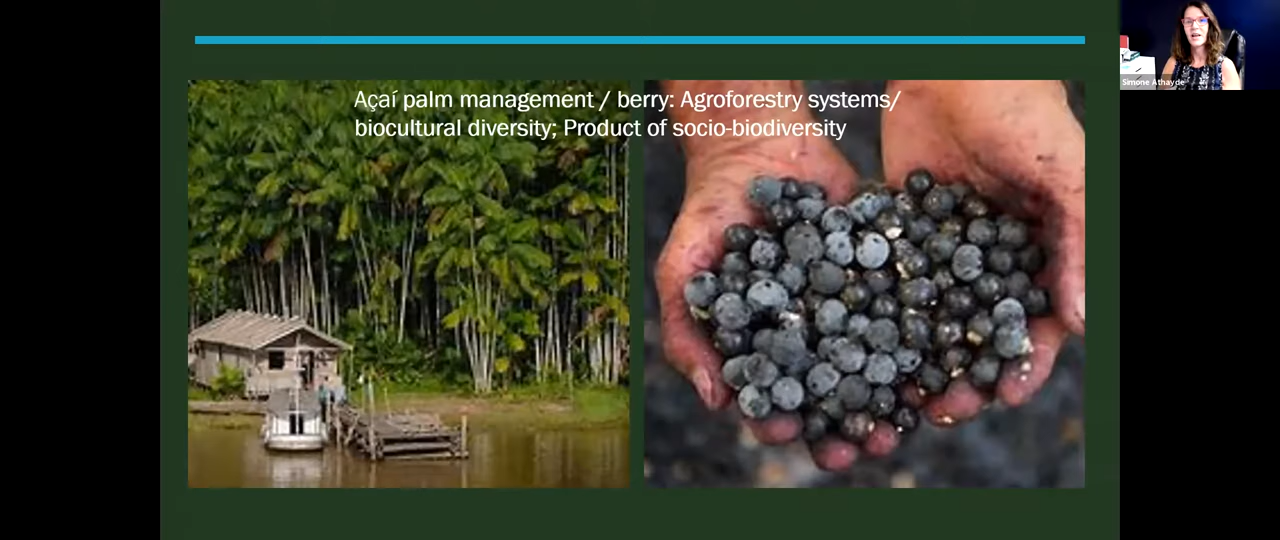 Açaí palm management / berry: Agroforestry systems/
biocultural diversity; Product of socio-biodiversity
Simone Athayde